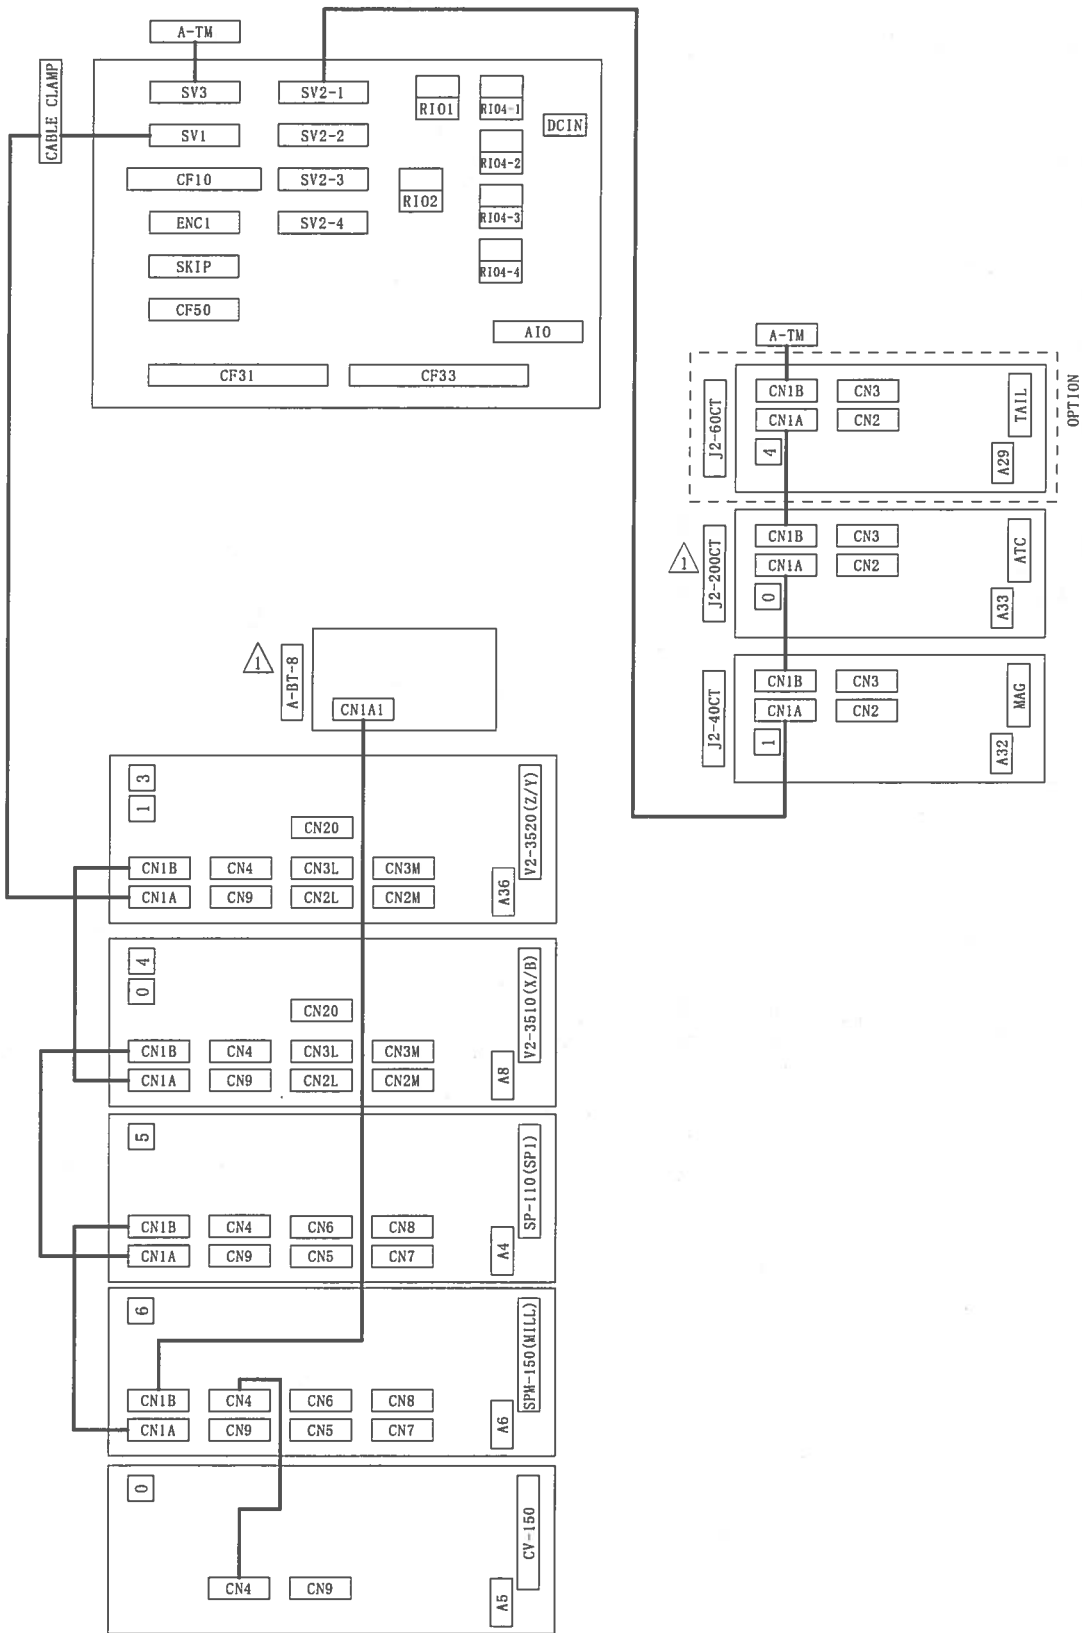 A-TM
CABLE CLAMP
SV3
SV2-1
RIO1
RIO4-1
DCIN
SV1
SV2-2
RIO4-2
CF10
SV2-3
RIO2
ENC1
SV2-4
RIO4-3
SKIP
RIO4-4
CF50
AIO
CF31
CF33
A-TM
OPTION
J2-60CT
CN1B
CN3
CN1A
CN2
4
TAIL
A29
1
J2-200CT
CN1B
CN3
CN1A
CN2
0
ATC
A33
J2-40CT
CN1B
CN3
CN1A
CN2
1
MAG
A32
1
A-BT-8
CN1A1
3
1
CN20
V2-3520(Z/Y)
CN1B
CN4
CN3L
CN3M
CN1A
CN9
CN2L
CN2M
A36
4
0
CN20
V2-3510(X/B)
CN1B
CN4
CN3L
CN3M
CN1A
CN9
CN2L
CN2M
A8
5
SP-110(SP1)
CN1B
CN4
CN6
CN8
CN1A
CN9
CN5
CN7
A4
6
SPM-150(MILL)
CN1B
CN4
CN6
CN8
CN1A
CN9
CN5
CN7
A6
0
CV-150
CN4
CN9
A5